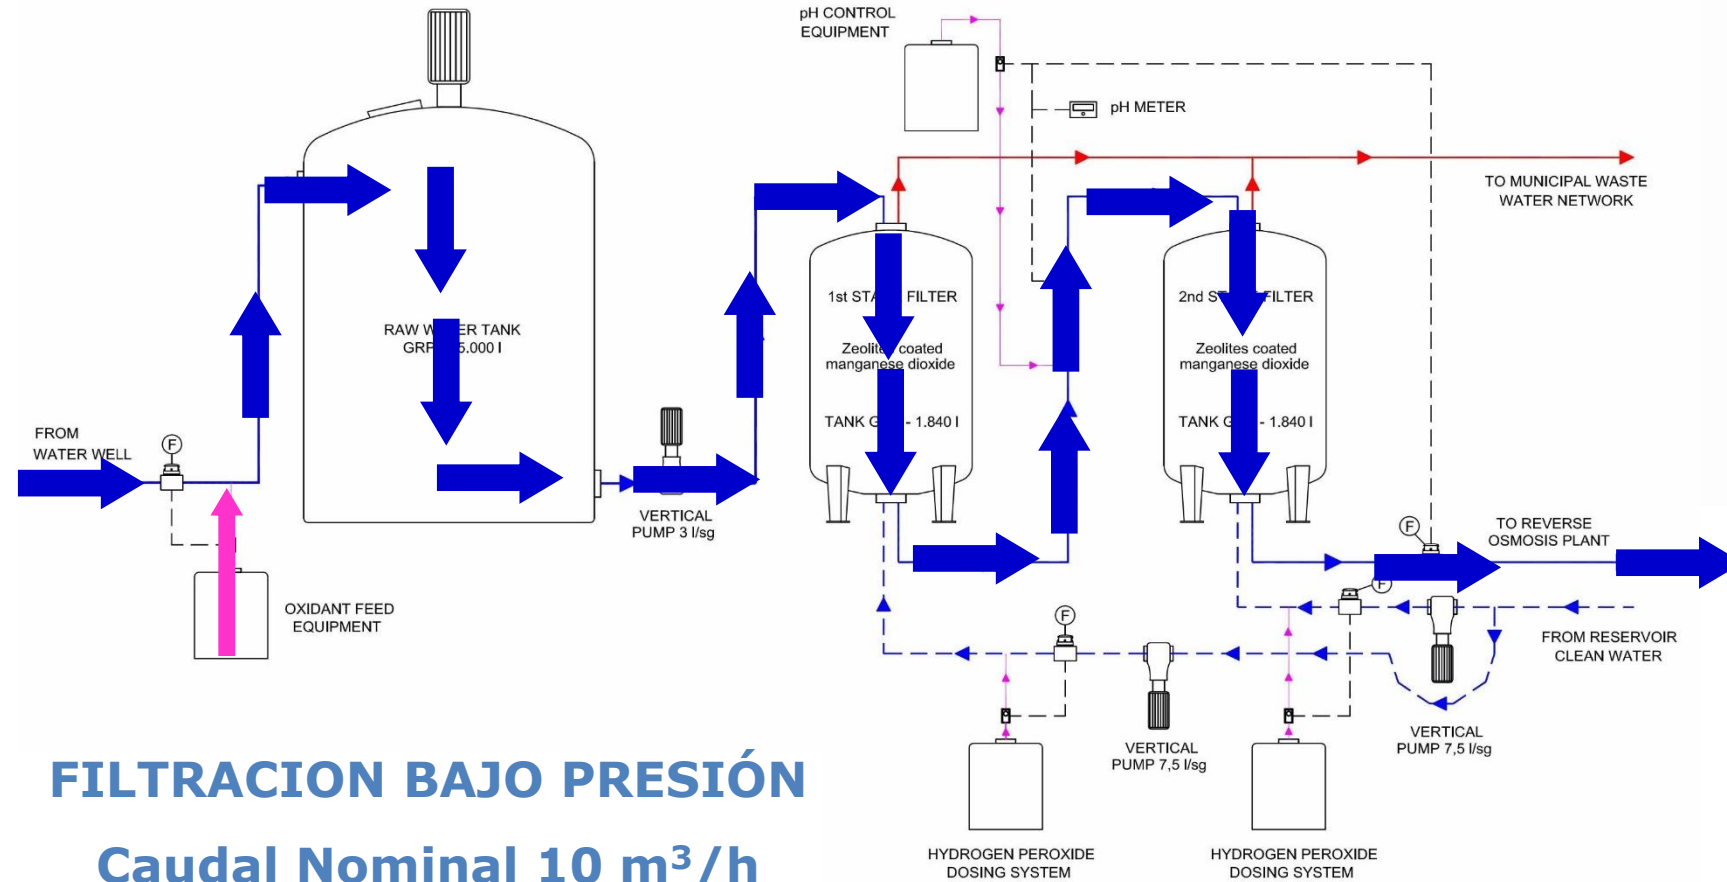 pH CONTROL
EQUIPMENT
pH METER
TO MUNICIPAL WASTE
WATER NETWORK
1st FILTER
2nd FILTER
RAW TANK
GRP 5.000 l
Zeolites coated
manganese dioxide
Zeolites coated
manganese dioxide
TANK - 1.840 l
TANK - 1.840 l
FROM
WATER WELL
F
VERTICAL
PUMP 3 l/sg
F
TO REVERSE
OSMOSIS PLANT
F
OXIDANT FEED
EQUIPMENT
F
FROM RESERVOIR
CLEAN WATER
VERTICAL
PUMP 7,5 l/sg
VERTICAL
PUMP 7,5 l/sg
FILTRACION BAJO PRESIÓN
Caudal Nominal 10 m³/h
HYDROGEN PEROXIDE
DOSING SYSTEM
HYDROGEN PEROXIDE
DOSING SYSTEM